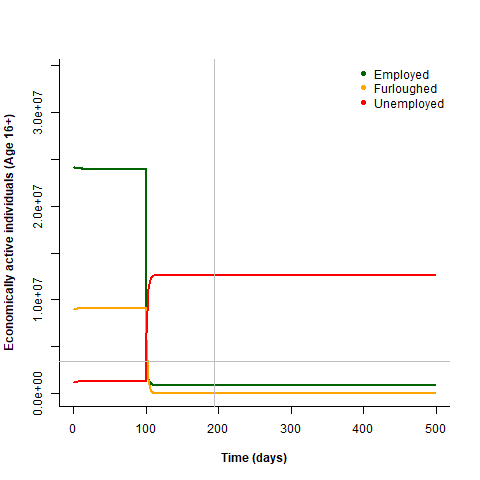 Employed
Furloughed
Unemployed
Economically active individuals (Age 16+)
3.0e+07
2.0e+07
1.0e+07
0.0e+00
0 100 200 300 400 500
Time (days)